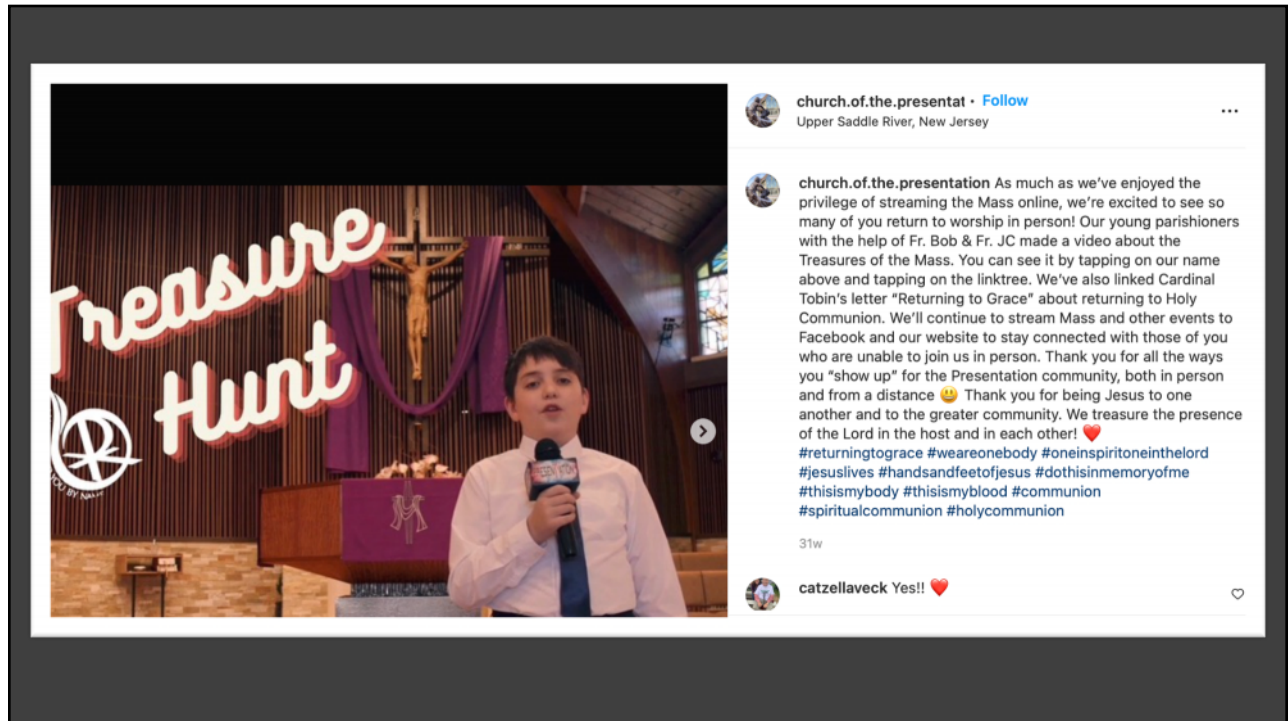 Treasure
Hunt
YOU BY NAME
church.of.the.presentat • Follow
Upper Saddle River, New Jersey
church.of.the.presentation As much as we’ve enjoyed the
privilege of streaming the Mass online, we’re excited to see so
many of you return to worship in person! Our young parishioners
with the help of Fr. Bob & Fr. JC made a video about the
Treasures of the Mass. You can see it by tapping on our name
above and tapping on the linktree. We’ve also linked Cardinal
Tobin’s letter “Returning to Grace” about returning to Holy
Communion. We’ll continue to stream Mass and other events to
Facebook and our website to stay connected with those of you
who are unable to join us in person. Thank you for all the ways
you “show up” for the Presentation community, both in person
and from a distance 😃 Thank you for being Jesus to one
another and to the greater community. We treasure the presence
of the Lord in the host and in each other! ❤️
#returningtograce #weareonebody #oneinspiritoneinthelord
#jesuslives #handsandfeetofjesus #dothisinmemoryofme
#thisismybody #thisismyblood #communion
#spiritualcommunion #holycommunion
31w
catzellaveck Yes!! ❤️